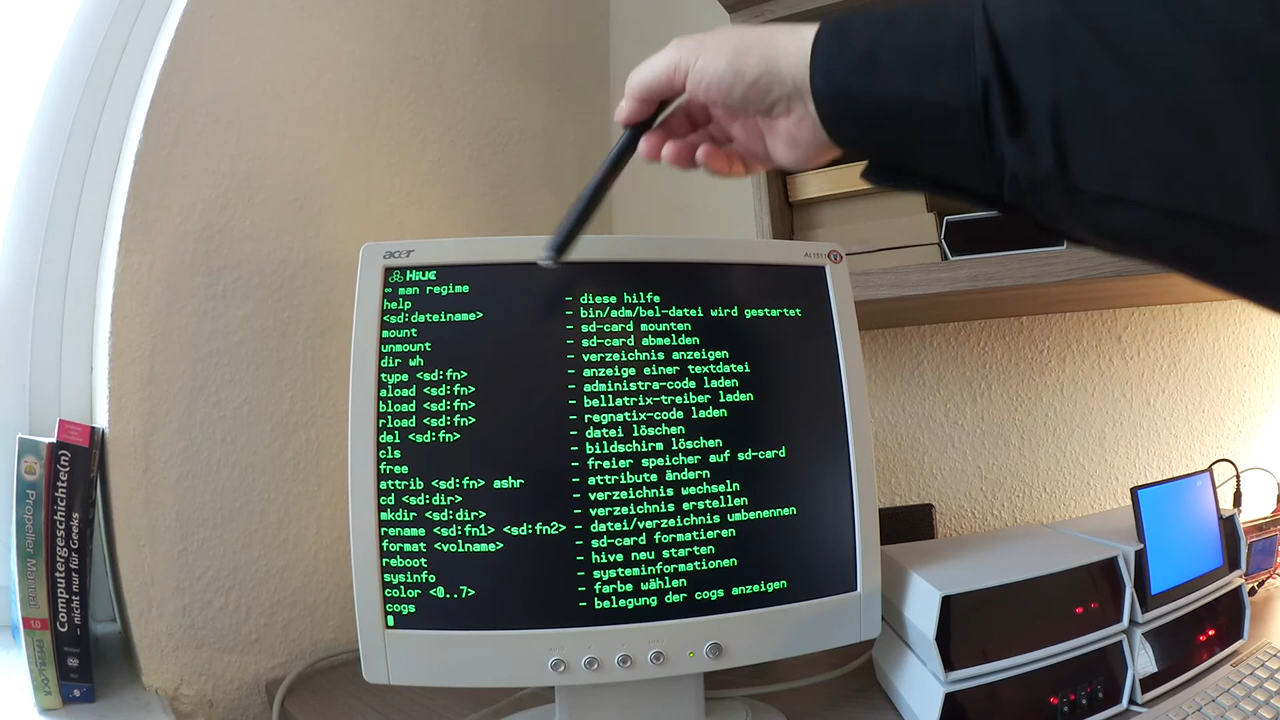 acer
AL1511
Hive
∞ man regime
help - diese hilfe
<sd:dateiname> - bin/adm/bel-datei wird gestartet
mount - sd-card mounten
unmount - sd-card abmelden
dir wh - verzeichnis anzeigen
type <sd:fn> - anzeige einer textdatei
aload <sd:fn> - administra-code laden
bload <sd:fn> - bellatrix-treiber laden
rload <sd:fn> - regnatix-code laden
del <sd:fn> - datei löschen
cls - bildschirm löschen
free - freier speicher auf sd-card
attrib <sd:fn> ashr - attribute ändern
cd <sd:dir> - verzeichnis wechseln
mkdir <sd:dir> - verzeichnis erstellen
rename <sd:fn1> <sd:fn2> - datei/verzeichnis umbenennen
format <volname> - sd-card formatieren
reboot - hive neu starten
sysinfo - systeminformationen
color <0..7> - farbe wählen
cogs - belegung der cogs anzeigen
Propeller Manual
1.0
PARALLAX
Computergeschichte(n)
– nicht nur für Geeks